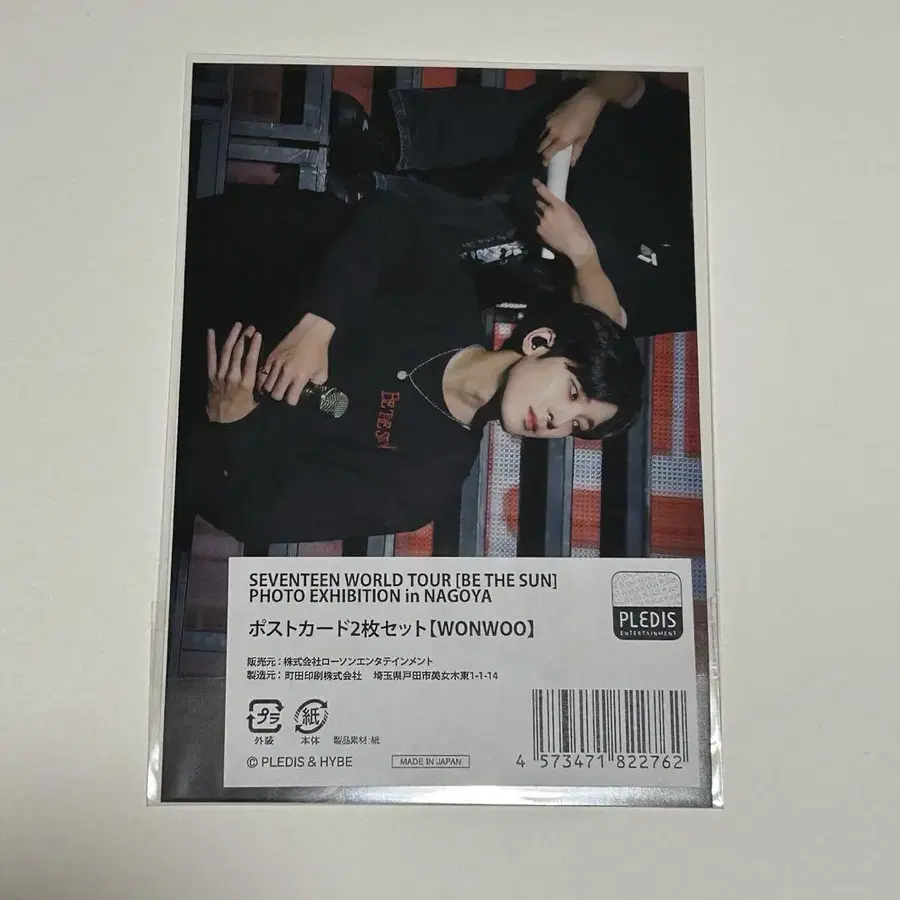 BE THE SUN
SEVENTEEN WORLD TOUR [BE THE SUN]
PHOTO EXHIBITION in NAGOYA
PLEDIS
ENTERTAINMENT
ポストカード2枚セット【WONWOO】
販売元：株式会社ローソンエンタテインメント
製造元：町田印刷株式会社　埼玉県戸田市美女木東1-1-14
プラ
紙
外装
本体
製品素材：紙
© PLEDIS & HYBE
MADE IN JAPAN
4 573471 822762